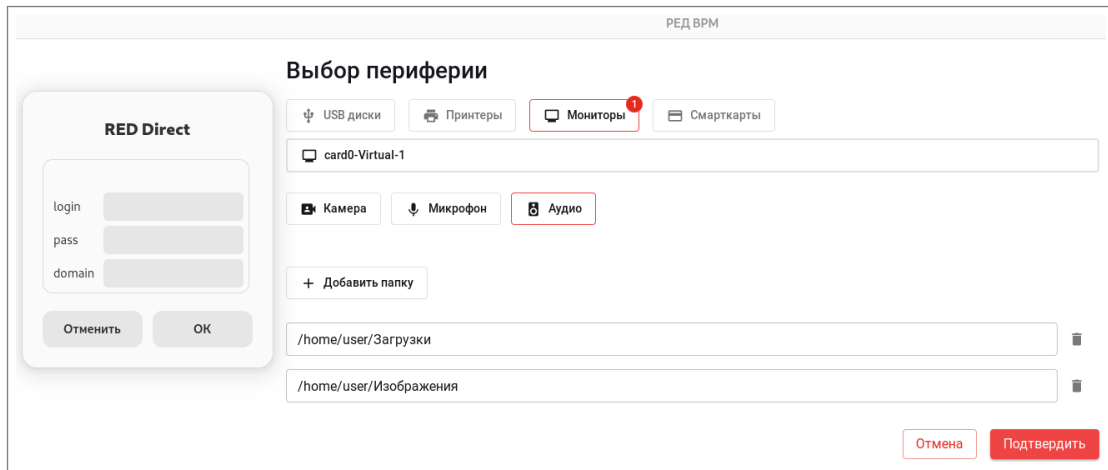 РЕД ВРМ
RED Direct
login
pass
domain
Отменить
OK
Выбор периферии
USB диски
Принтеры
Мониторы
1
Смарткарты
card0-Virtual-1
Камера
Микрофон
Аудио
+ Добавить папку
/home/user/Загрузки
/home/user/Изображения
Отмена
Подтвердить